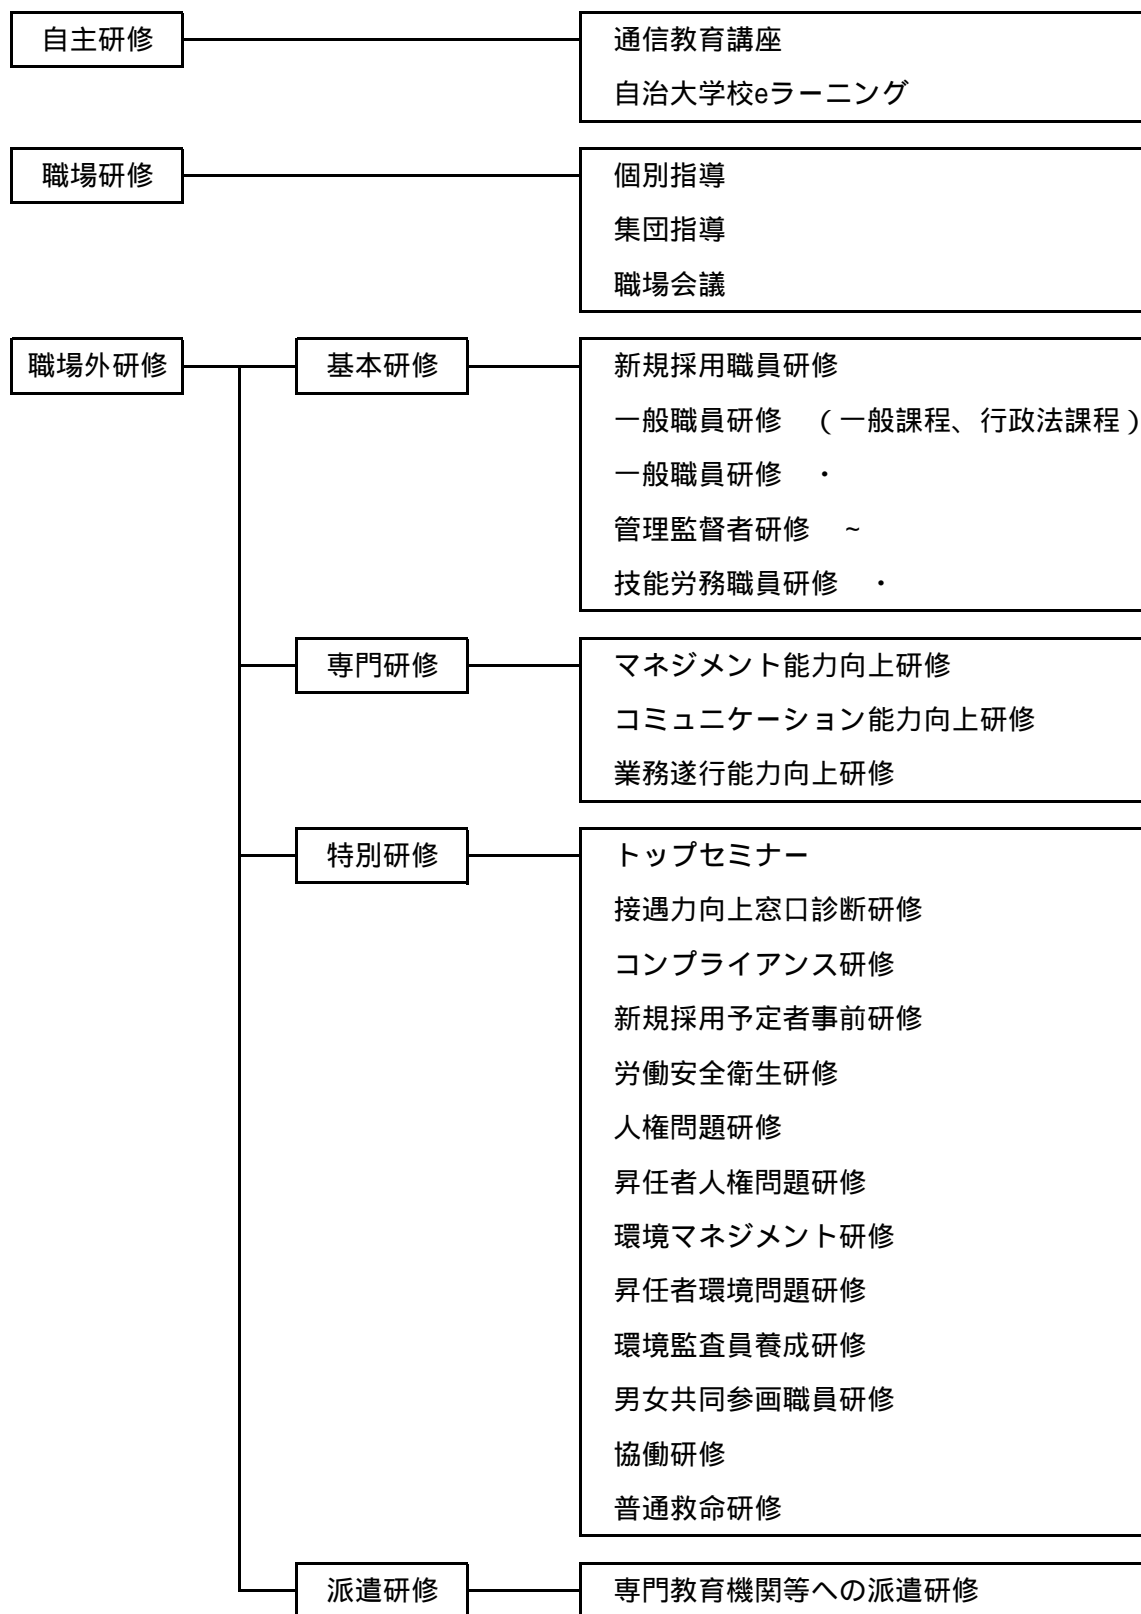 自主研修
通信教育講座
自治大学校eラーニング
職場研修
個別指導
集団指導
職場会議
職場外研修
基本研修
新規採用職員研修
一般職員研修　（一般課程、行政法課程）
一般職員研修　・
管理監督者研修　~
技能労務職員研修　・
専門研修
マネジメント能力向上研修
コミュニケーション能力向上研修
業務遂行能力向上研修
特別研修
トップセミナー
接遇力向上窓口診断研修
コンプライアンス研修
新規採用予定者事前研修
労働安全衛生研修
人権問題研修
昇任者人権問題研修
環境マネジメント研修
昇任者環境問題研修
環境監査員養成研修
男女共同参画職員研修
協働研修
普通救命研修
派遣研修
専門教育機関等への派遣研修